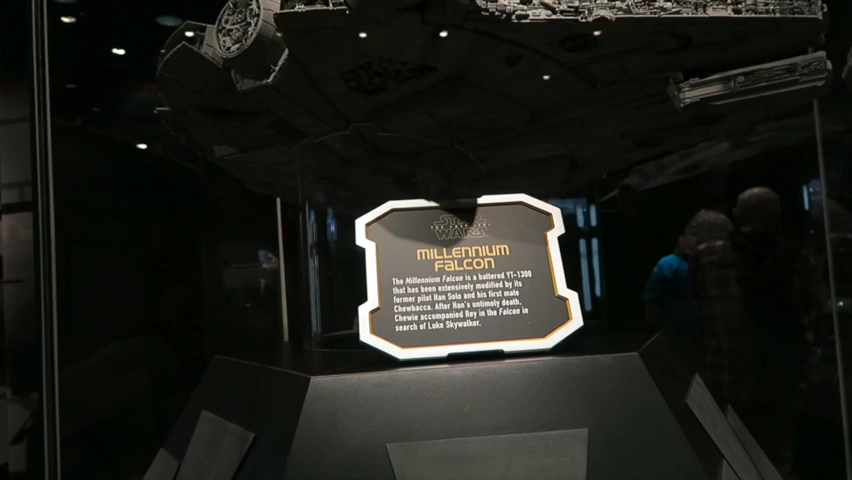 STAR
WARS
MILLENNIUM
FALCON
The Millennium Falcon is a battered YT-1300
that has been extensively modified by its
former pilot Han Solo and his first mate
Chewbacca. After Han's untimely death,
Chewie accompanied Rey in the Falcon in
search of Luke Skywalker.